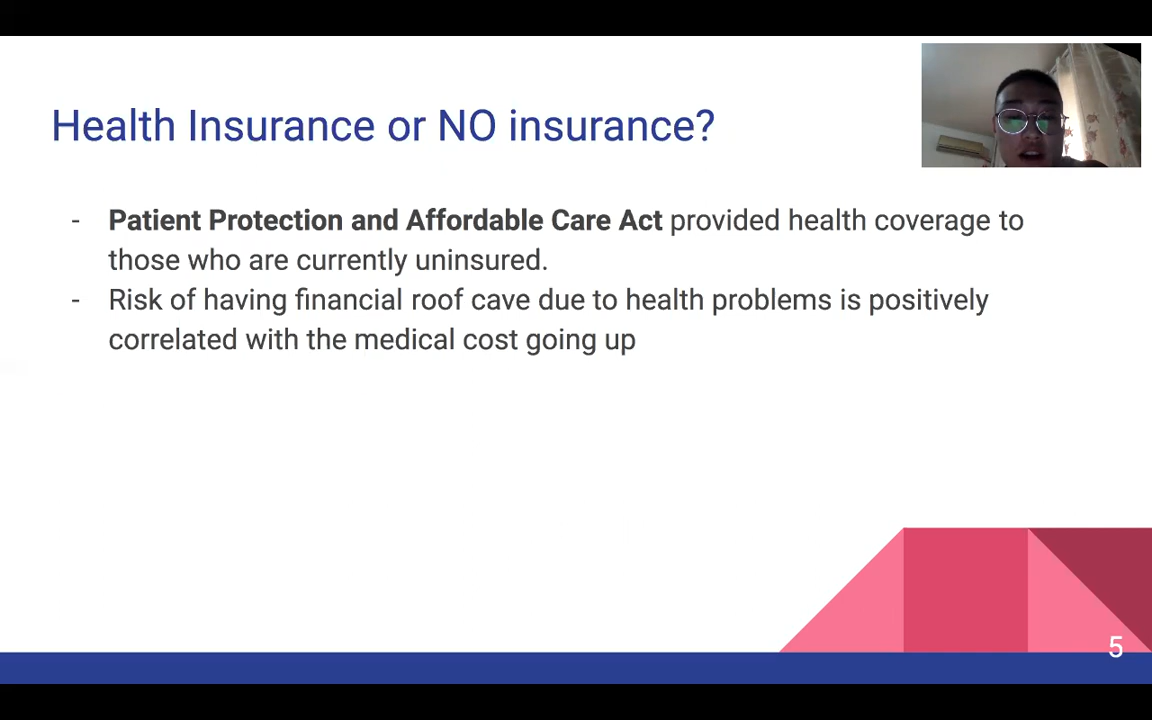 Health Insurance or NO insurance?
- Patient Protection and Affordable Care Act provided health coverage to
those who are currently uninsured.
- Risk of having financial roof cave due to health problems is positively
correlated with the medical cost going up
5